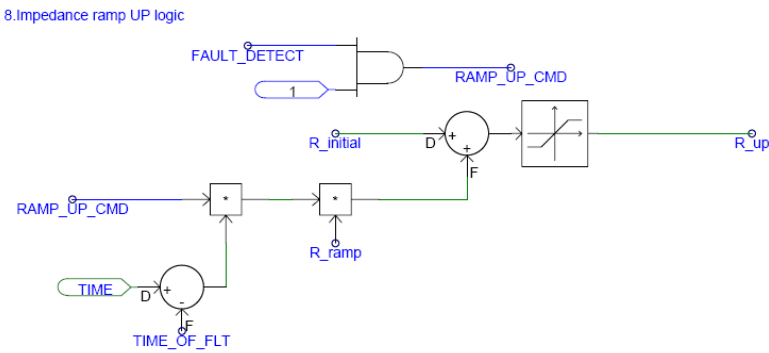 8.Impedance ramp UP logic
FAULT_DETECT
1
RAMP_UP_CMD
R_initial
D
+
+
F
R_up
RAMP_UP_CMD
*
*
R_ramp
TIME
D
+
-
F
TIME_OF_FLT